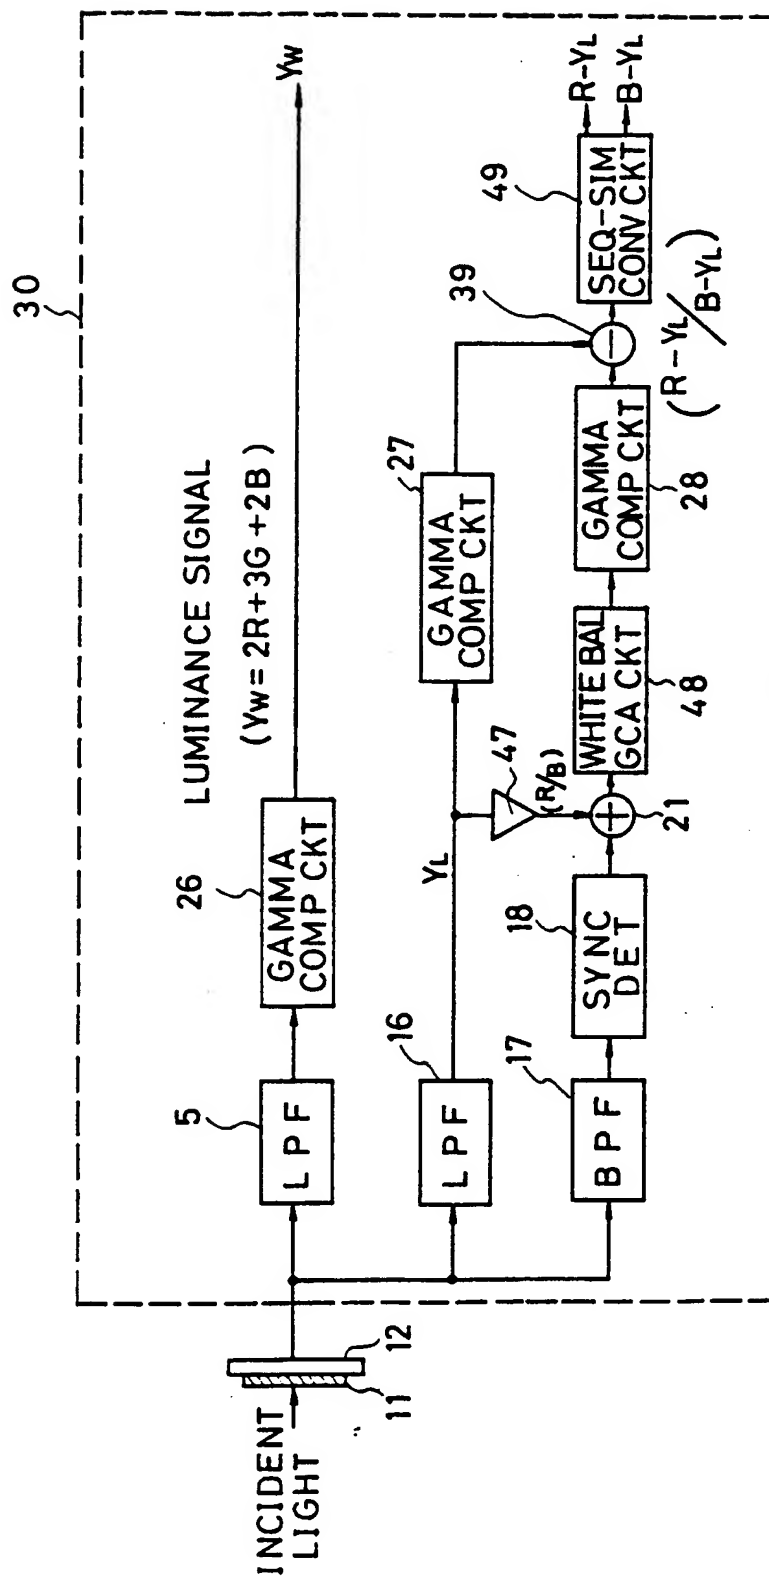 30
INCIDENT
LIGHT
11
12
5
LPF
26
GAMMA
COMP CKT
LUMINANCE SIGNAL
(Yw = 2R+3G+2B)
Yw
16
LPF
YL
47
(R/B)
27
GAMMA
COMP CKT
39
17
BPF
18
SYNC
DET
21
WHITE BAL
GCA CKT
48
GAMMA
COMP CKT
28
(R-YL/B-YL)
49
SEQ-SIM
CONV CKT
R-YL
B-YL